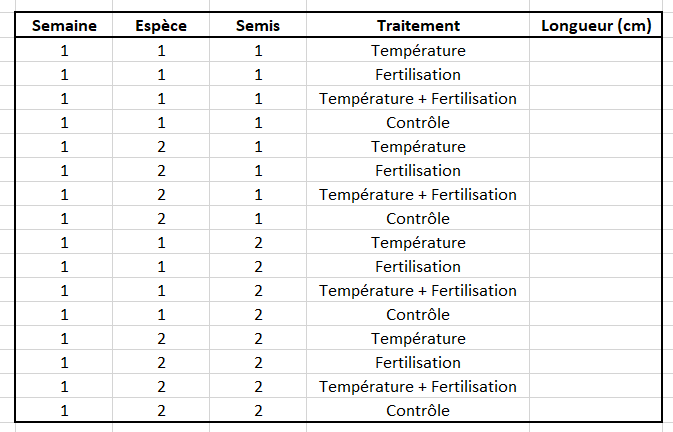 Semaine Espèce Semis Traitement Longueur (cm)
1 1 1 Température
1 1 1 Fertilisation
1 1 1 Température + Fertilisation
1 1 1 Contrôle
1 2 1 Température
1 2 1 Fertilisation
1 2 1 Température + Fertilisation
1 2 1 Contrôle
1 1 2 Température
1 1 2 Fertilisation
1 1 2 Température + Fertilisation
1 1 2 Contrôle
1 2 2 Température
1 2 2 Fertilisation
1 2 2 Température + Fertilisation
1 2 2 Contrôle